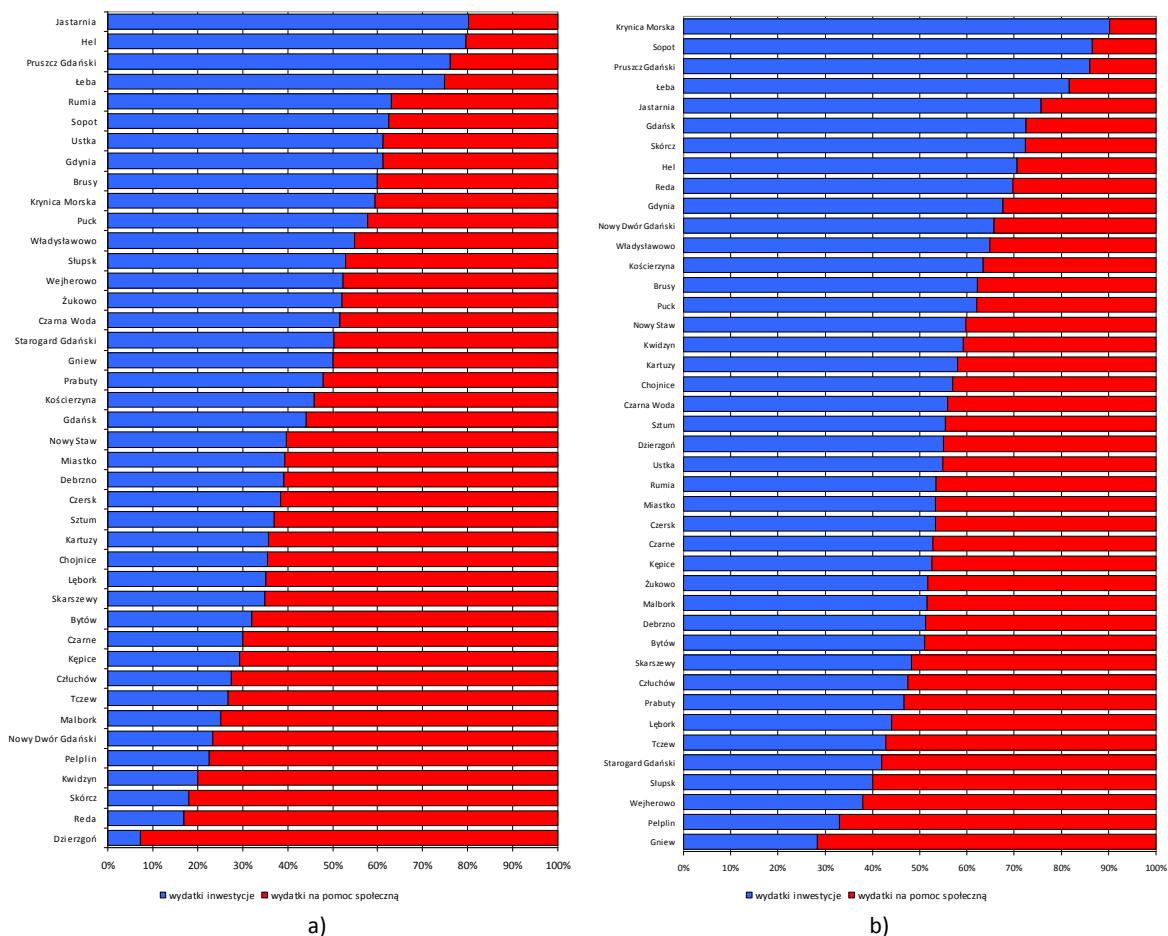 Jastarnia
Hel
Pruszcz Gdański
Łeba
Rumia
Sopot
Ustka
Gdynia
Brusy
Krynica Morska
Puck
Władysławowo
Słupsk
Wejherowo
Żukowo
Czarna Woda
Starogard Gdański
Gniew
Prabuty
Kościerzyna
Gdańsk
Nowy Staw
Miastko
Debrzno
Czersk
Sztum
Kartuzy
Chojnice
Lębork
Skarszewy
Bytów
Czarne
Kępice
Człuchów
Tczew
Malbork
Nowy Dwór Gdański
Pelplin
Kwidzyn
Skórcz
Reda
Dzierzgoń
0% 10% 20% 30% 40% 50% 60% 70% 80% 90% 100%
wydatki inwestycje wydatki na pomoc społeczną
a)
Krynica Morska
Sopot
Pruszcz Gdański
Łeba
Jastarnia
Gdańsk
Skórcz
Hel
Reda
Gdynia
Nowy Dwór Gdański
Władysławowo
Kościerzyna
Brusy
Puck
Nowy Staw
Kwidzyn
Kartuzy
Chojnice
Czarna Woda
Sztum
Dzierzgoń
Ustka
Rumia
Miastko
Czersk
Czarne
Kępice
Żukowo
Malbork
Debrzno
Bytów
Skarszewy
Człuchów
Prabuty
Lębork
Tczew
Starogard Gdański
Słupsk
Wejherowo
Pelplin
Gniew
0% 10% 20% 30% 40% 50% 60% 70% 80% 90% 100%
wydatki inwestycje wydatki na pomoc społeczną
b)